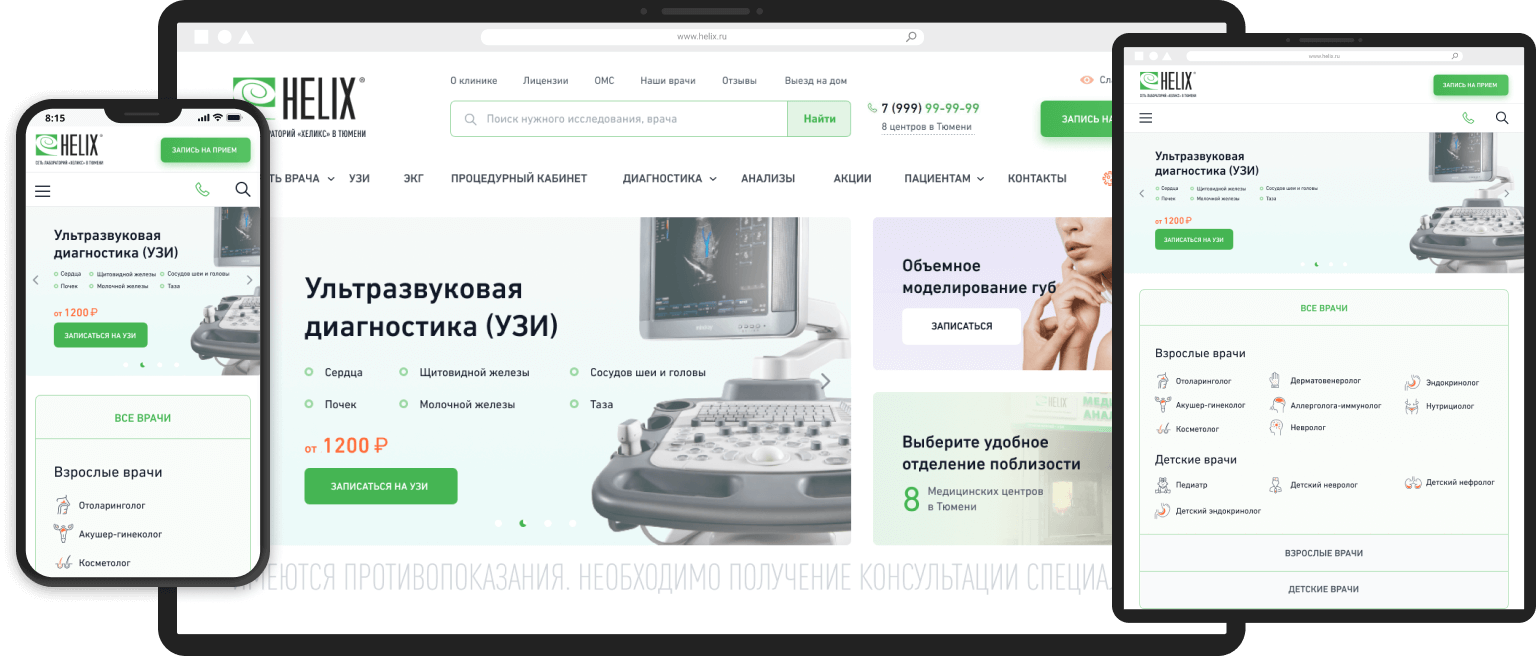 www.helix.ru
HELIX®
РАТОРИЙ «ХЕЛИКС» В ТЮМЕНИ
О клинике
Лицензии
ОМС
Наши врачи
Отзывы
Выезд на дом
Поиск нужного исследования, врача
Найти
7 (999) 99-99-99
8 центров в Тюмени
Сл
ЗАПИСЬ НА
ТЬ ВРАЧА
УЗИ
ЭКГ
ПРОЦЕДУРНЫЙ КАБИНЕТ
ДИАГНОСТИКА
АНАЛИЗЫ
АКЦИИ
ПАЦИЕНТАМ
КОНТАКТЫ
Ультразвуковая
диагностика (УЗИ)
Сердца
Щитовидной железы
Сосудов шеи и головы
Почек
Молочной железы
Таза
от 1200 ₽
ЗАПИСАТЬСЯ НА УЗИ
Объемное
моделирование губ
ЗАПИСАТЬСЯ
HELIX
Выберите удобное
отделение поблизости
8
Медицинских центров
в Тюмени
ИМЕЮТСЯ ПРОТИВОПОКАЗАНИЯ. НЕОБХОДИМО ПОЛУЧЕНИЕ КОНСУЛЬТАЦИИ СПЕЦИА
8:15
HELIX®
СЕТЬ ЛАБОРАТОРИЙ «ХЕЛИКС» В ТЮМЕНИ
ЗАПИСЬ НА ПРИЕМ
Ультразвуковая
диагностика (УЗИ)
Сердца
Щитовидной железы
Сосудов шеи и головы
Почек
Молочной железы
Таза
от 1200 ₽
ЗАПИСАТЬСЯ НА УЗИ
ВСЕ ВРАЧИ
Взрослые врачи
Отоларинголог
Акушер-гинеколог
Косметолог
www.helix.ru
HELIX®
СЕТЬ ЛАБОРАТОРИЙ «ХЕЛИКС» В ТЮМЕНИ
ЗАПИСЬ НА ПРИЕМ
Ультразвуковая
диагностика (УЗИ)
Сердца
Щитовидной железы
Сосудов шеи и головы
Почек
Молочной железы
Таза
от 1200 ₽
ЗАПИСАТЬСЯ НА УЗИ
ВСЕ ВРАЧИ
Взрослые врачи
Отоларинголог
Дерматовенеролог
Эндокринолог
Акушер-гинеколог
Аллерголога-иммунолог
Нутрициолог
Косметолог
Невролог
Детские врачи
Педиатр
Детский невролог
Детский нефролог
Детский эндокринолог
ВЗРОСЛЫЕ ВРАЧИ
ДЕТСКИЕ ВРАЧИ